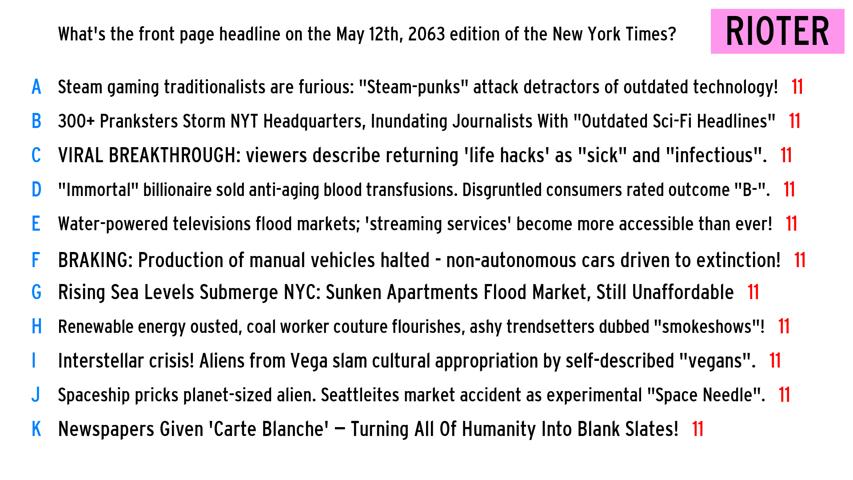 What's the front page headline on the May 12th, 2063 edition of the New York Times?
RIOTER
A Steam gaming traditionalists are furious: "Steam-punks" attack detractors of outdated technology! 11
B 300+ Pranksters Storm NYT Headquarters, Inundating Journalists With "Outdated Sci-Fi Headlines" 11
C VIRAL BREAKTHROUGH: viewers describe returning 'life hacks' as "sick" and "infectious". 11
D "Immortal" billionaire sold anti-aging blood transfusions. Disgruntled consumers rated outcome "B-". 11
E Water-powered televisions flood markets; 'streaming services' become more accessible than ever! 11
F BRAKING: Production of manual vehicles halted - non-autonomous cars driven to extinction! 11
G Rising Sea Levels Submerge NYC: Sunken Apartments Flood Market, Still Unaffordable 11
H Renewable energy ousted, coal worker couture flourishes, ashy trendsetters dubbed "smokeshows"! 11
I Interstellar crisis! Aliens from Vega slam cultural appropriation by self-described "vegans". 11
J Spaceship pricks planet-sized alien. Seattleites market accident as experimental "Space Needle". 11
K Newspapers Given 'Carte Blanche' – Turning All Of Humanity Into Blank Slates! 11